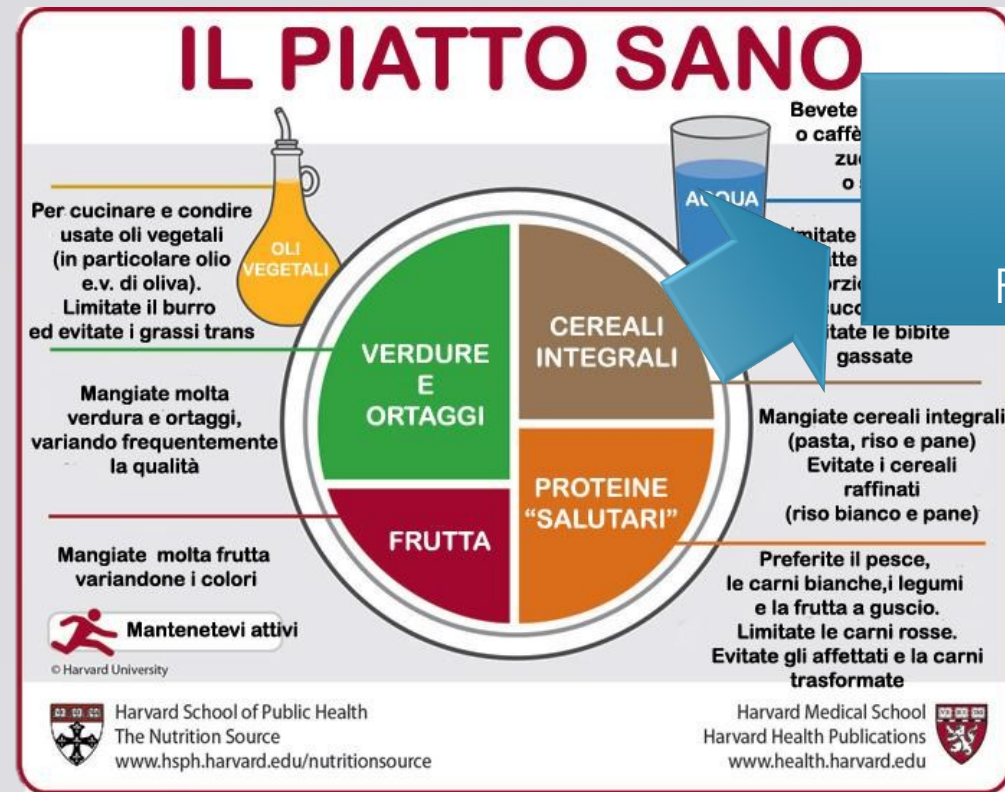 IL PIATTO SANO
OLI
VEGETALI
Per cucinare e condire
usate oli vegetali
(in particolare olio
e.v. di oliva).
Limitate il burro
ed evitate i grassi trans
Mangiate molta
verdura e ortaggi,
variando frequentemente
la qualità
Mangiate molta frutta
variandone i colori
Mantenetevi attivi
© Harvard University
VERDURE
E
ORTAGGI
FRUTTA
CEREALI
INTEGRALI
PROTEINE
“SALUTARI”
ACQUA
Bevete
o caffè
o
le bibite
gassate
Mangiate cereali integrali
(pasta, riso e pane)
Evitate i cereali
raffinati
(riso bianco e pane)
Preferite il pesce,
le carni bianche,i legumi
e la frutta a guscio.
Limitate le carni rosse.
Evitate gli affettati e la carni
trasformate
Harvard School of Public Health
The Nutrition Source
www.hsph.harvard.edu/nutritionsource
Harvard Medical School
Harvard Health Publications
www.health.harvard.edu